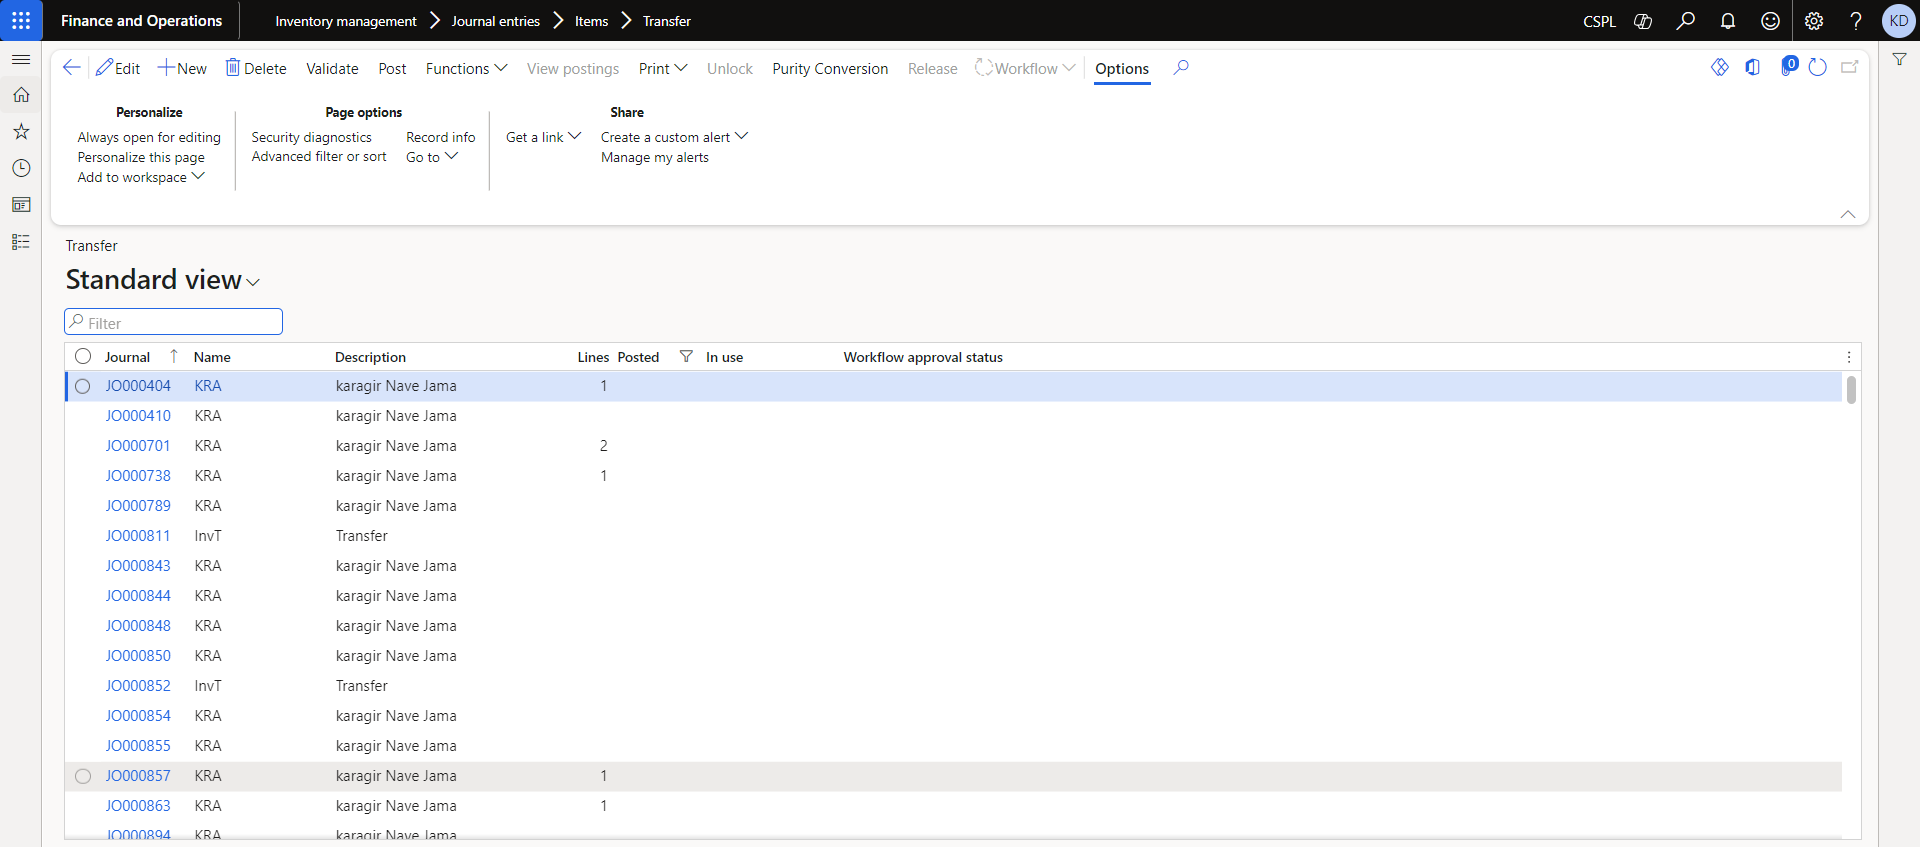 Finance and Operations Inventory management Journal entries Items Transfer CSPL KD
Edit New Delete Validate Post Functions View postings Print Unlock Purity Conversion Release Workflow Options 0
Personalize
Always open for editing
Personalize this page
Add to workspace
Page options
Security diagnostics Record info
Advanced filter or sort Go to
Share
Get a link Create a custom alert
Manage my alerts
Transfer
Standard view
Filter
Journal Name Description Lines Posted In use Workflow approval status
JO000404 KRA karagir Nave Jama 1
JO000410 KRA karagir Nave Jama
JO000701 KRA karagir Nave Jama 2
JO000738 KRA karagir Nave Jama 1
JO000789 KRA karagir Nave Jama
JO000811 InvT Transfer
JO000843 KRA karagir Nave Jama
JO000844 KRA karagir Nave Jama
JO000848 KRA karagir Nave Jama
JO000850 KRA karagir Nave Jama
JO000852 InvT Transfer
JO000854 KRA karagir Nave Jama
JO000855 KRA karagir Nave Jama
JO000857 KRA karagir Nave Jama 1
JO000863 KRA karagir Nave Jama 1
JO000894 KRA karagir Nave Jama